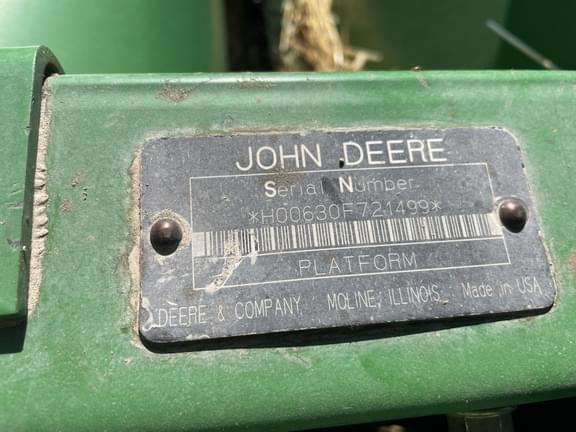 JOHN DEERE
Serial Number
*H00630F721499*
PLATFORM
DEERE & COMPANY MOLINE, ILLINOIS Made in USA